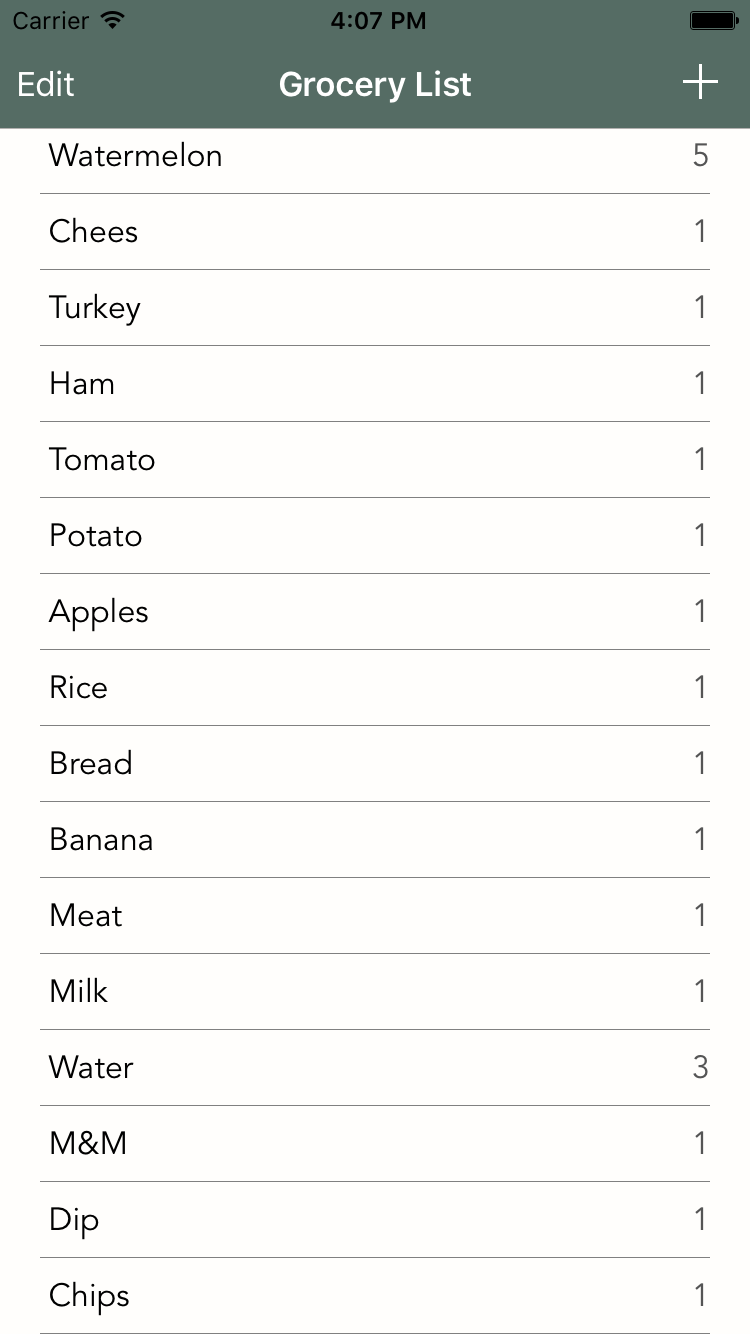 Carrier 4:07 PM
Edit Grocery List +
Watermelon 5
Chees 1
Turkey 1
Ham 1
Tomato 1
Potato 1
Apples 1
Rice 1
Bread 1
Banana 1
Meat 1
Milk 1
Water 3
M&M 1
Dip 1
Chips 1